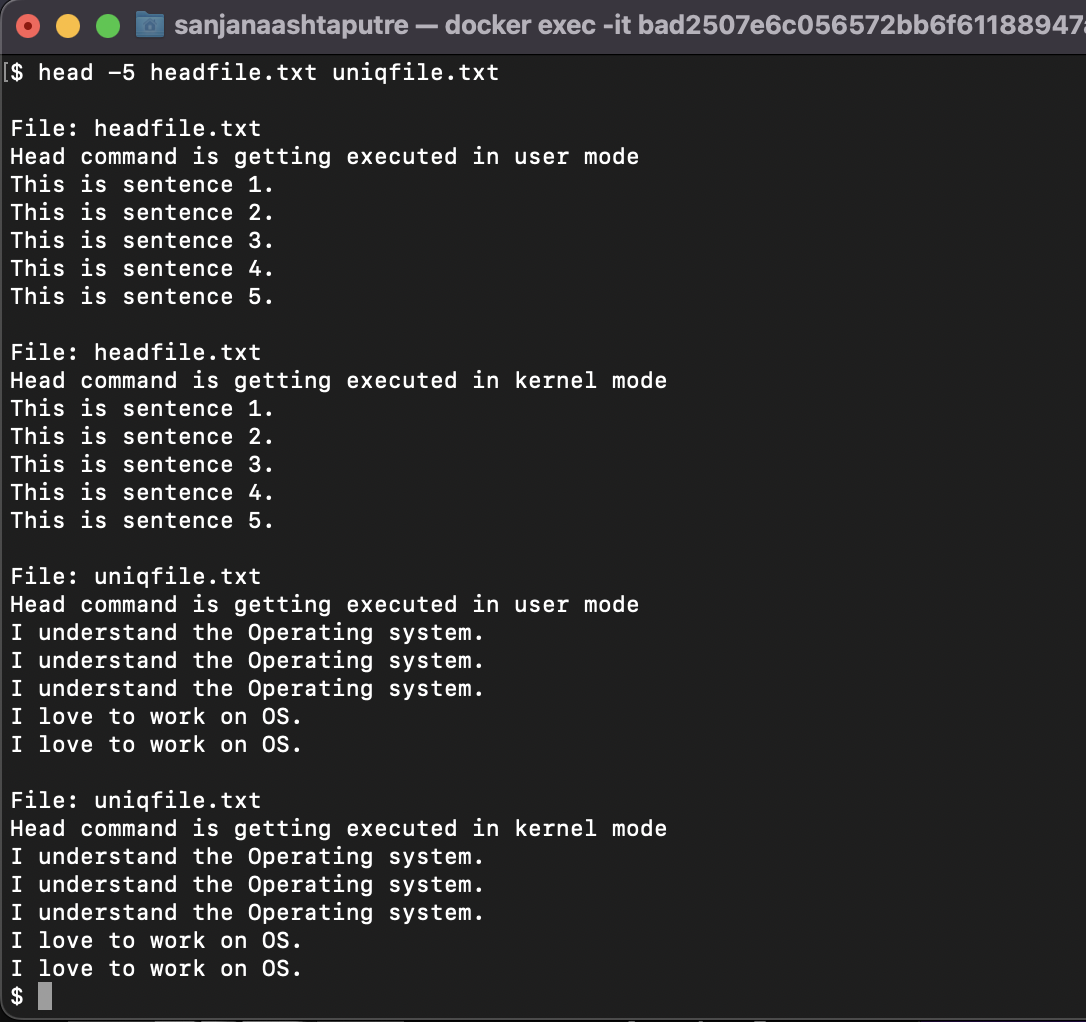 sanjanaashtaputre — docker exec -it bad2507e6c056572bb6f61188947
[$ head -5 headfile.txt uniqfile.txt
File: headfile.txt
Head command is getting executed in user mode
This is sentence 1.
This is sentence 2.
This is sentence 3.
This is sentence 4.
This is sentence 5.
File: headfile.txt
Head command is getting executed in kernel mode
This is sentence 1.
This is sentence 2.
This is sentence 3.
This is sentence 4.
This is sentence 5.
File: uniqfile.txt
Head command is getting executed in user mode
I understand the Operating system.
I understand the Operating system.
I understand the Operating system.
I love to work on OS.
I love to work on OS.
File: uniqfile.txt
Head command is getting executed in kernel mode
I understand the Operating system.
I understand the Operating system.
I understand the Operating system.
I love to work on OS.
I love to work on OS.
$